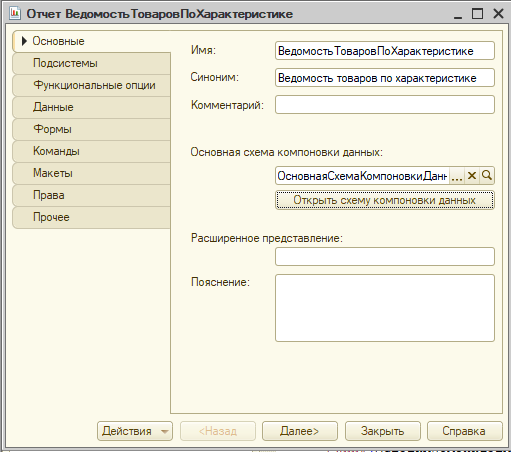 Отчет ВедомостьТоваровПоХарактеристике
Основные
Подсистемы
Функциональные опции
Данные
Формы
Команды
Макеты
Права
Прочее
Имя: ВедомостьТоваровПоХарактеристике
Синоним: Ведомость товаров по характеристике
Комментарий:
Основная схема компоновки данных:
ОсновнаяСхемаКомпоновкиДанн ...
Открыть схему компоновки данных
Расширенное представление:
Пояснение:
Действия <Назад Далее> Закрыть Справка